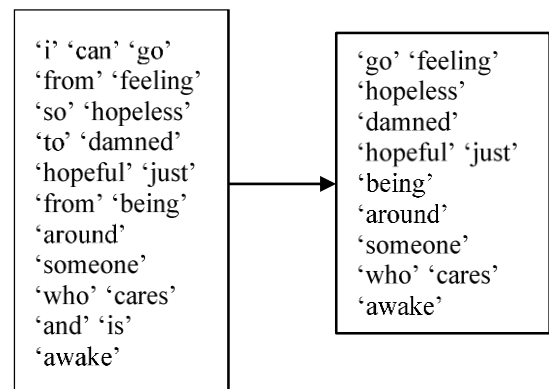 ‘i’ ‘can’ ‘go’
‘from’ ‘feeling’
‘so’ ‘hopeless’
‘to’ ‘damned’
‘hopeful’ ‘just’
‘from’ ‘being’
‘around’
‘someone’
‘who’ ‘cares’
‘and’ ‘is’
‘awake’
‘go’ ‘feeling’
‘hopeless’
‘damned’
‘hopeful’ ‘just’
‘being’
‘around’
‘someone’
‘who’ ‘cares’
‘awake’